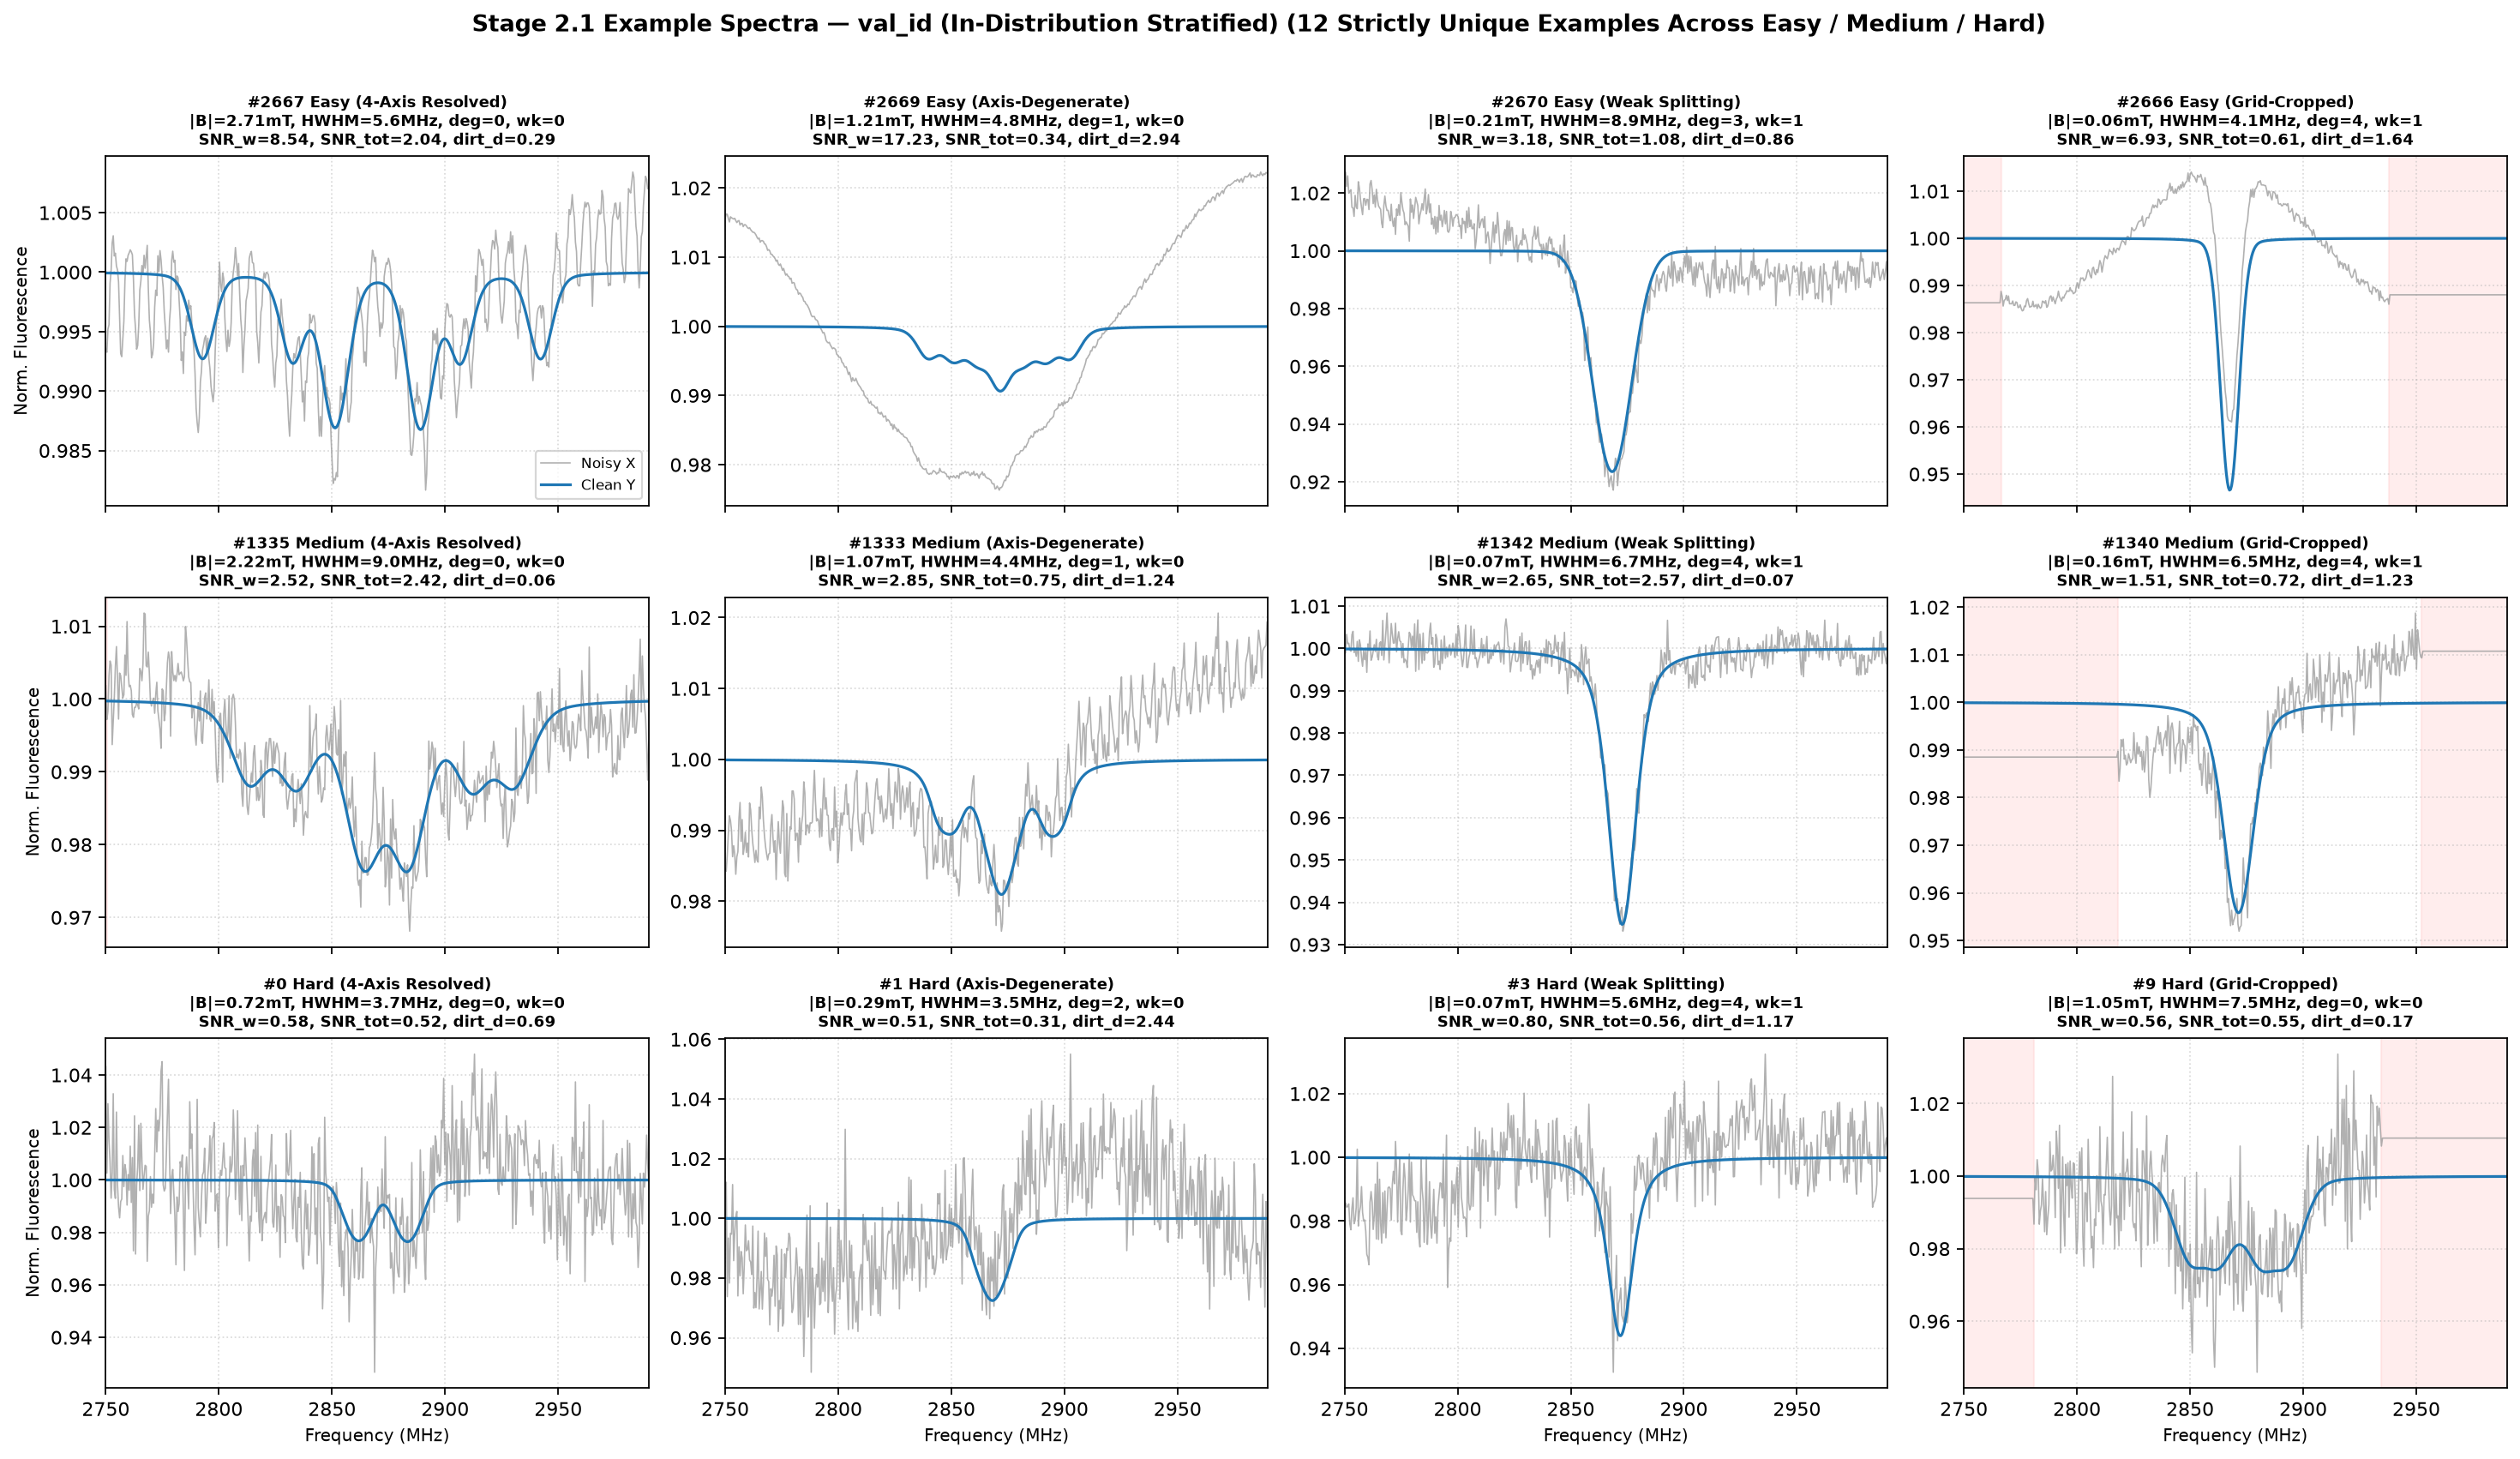 Stage 2.1 Example Spectra — val_id (In-Distribution Stratified) (12 Strictly Unique Examples Across Easy / Medium / Hard)
#2667 Easy (4-Axis Resolved)
|B|=2.71mT, HWHM=5.6MHz, deg=0, wk=0
SNR_w=8.54, SNR_tot=2.04, dirt_d=0.29
1.005
1.000
0.995
0.990
0.985
Norm. Fluorescence
Noisy X
Clean Y
#2669 Easy (Axis-Degenerate)
|B|=1.21mT, HWHM=4.8MHz, deg=1, wk=0
SNR_w=17.23, SNR_tot=0.34, dirt_d=2.94
1.02
1.01
1.00
0.99
0.98
#2670 Easy (Weak Splitting)
|B|=0.21mT, HWHM=8.9MHz, deg=3, wk=1
SNR_w=3.18, SNR_tot=1.08, dirt_d=0.86
1.02
1.00
0.98
0.96
0.94
0.92
#2666 Easy (Grid-Cropped)
|B|=0.06mT, HWHM=4.1MHz, deg=4, wk=1
SNR_w=6.93, SNR_tot=0.61, dirt_d=1.64
1.01
1.00
0.99
0.98
0.97
0.96
0.95
#1335 Medium (4-Axis Resolved)
|B|=2.22mT, HWHM=9.0MHz, deg=0, wk=0
SNR_w=2.52, SNR_tot=2.42, dirt_d=0.06
1.01
1.00
0.99
0.98
0.97
Norm. Fluorescence
#1333 Medium (Axis-Degenerate)
|B|=1.07mT, HWHM=4.4MHz, deg=1, wk=0
SNR_w=2.85, SNR_tot=0.75, dirt_d=1.24
1.02
1.01
1.00
0.99
0.98
#1342 Medium (Weak Splitting)
|B|=0.07mT, HWHM=6.7MHz, deg=4, wk=1
SNR_w=2.65, SNR_tot=2.57, dirt_d=0.07
1.01
1.00
0.99
0.98
0.97
0.96
0.95
0.94
0.93
#1340 Medium (Grid-Cropped)
|B|=0.16mT, HWHM=6.5MHz, deg=4, wk=1
SNR_w=1.51, SNR_tot=0.72, dirt_d=1.23
1.02
1.01
1.00
0.99
0.98
0.97
0.96
0.95
#0 Hard (4-Axis Resolved)
|B|=0.72mT, HWHM=3.7MHz, deg=0, wk=0
SNR_w=0.58, SNR_tot=0.52, dirt_d=0.69
1.04
1.02
1.00
0.98
0.96
0.94
Norm. Fluorescence
2750 2800 2850 2900 2950
Frequency (MHz)
#1 Hard (Axis-Degenerate)
|B|=0.29mT, HWHM=3.5MHz, deg=2, wk=0
SNR_w=0.51, SNR_tot=0.31, dirt_d=2.44
1.06
1.04
1.02
1.00
0.98
0.96
2750 2800 2850 2900 2950
Frequency (MHz)
#3 Hard (Weak Splitting)
|B|=0.07mT, HWHM=5.6MHz, deg=4, wk=1
SNR_w=0.80, SNR_tot=0.56, dirt_d=1.17
1.02
1.00
0.98
0.96
0.94
2750 2800 2850 2900 2950
Frequency (MHz)
#9 Hard (Grid-Cropped)
|B|=1.05mT, HWHM=7.5MHz, deg=0, wk=0
SNR_w=0.56, SNR_tot=0.55, dirt_d=0.17
1.02
1.00
0.98
0.96
2750 2800 2850 2900 2950
Frequency (MHz)